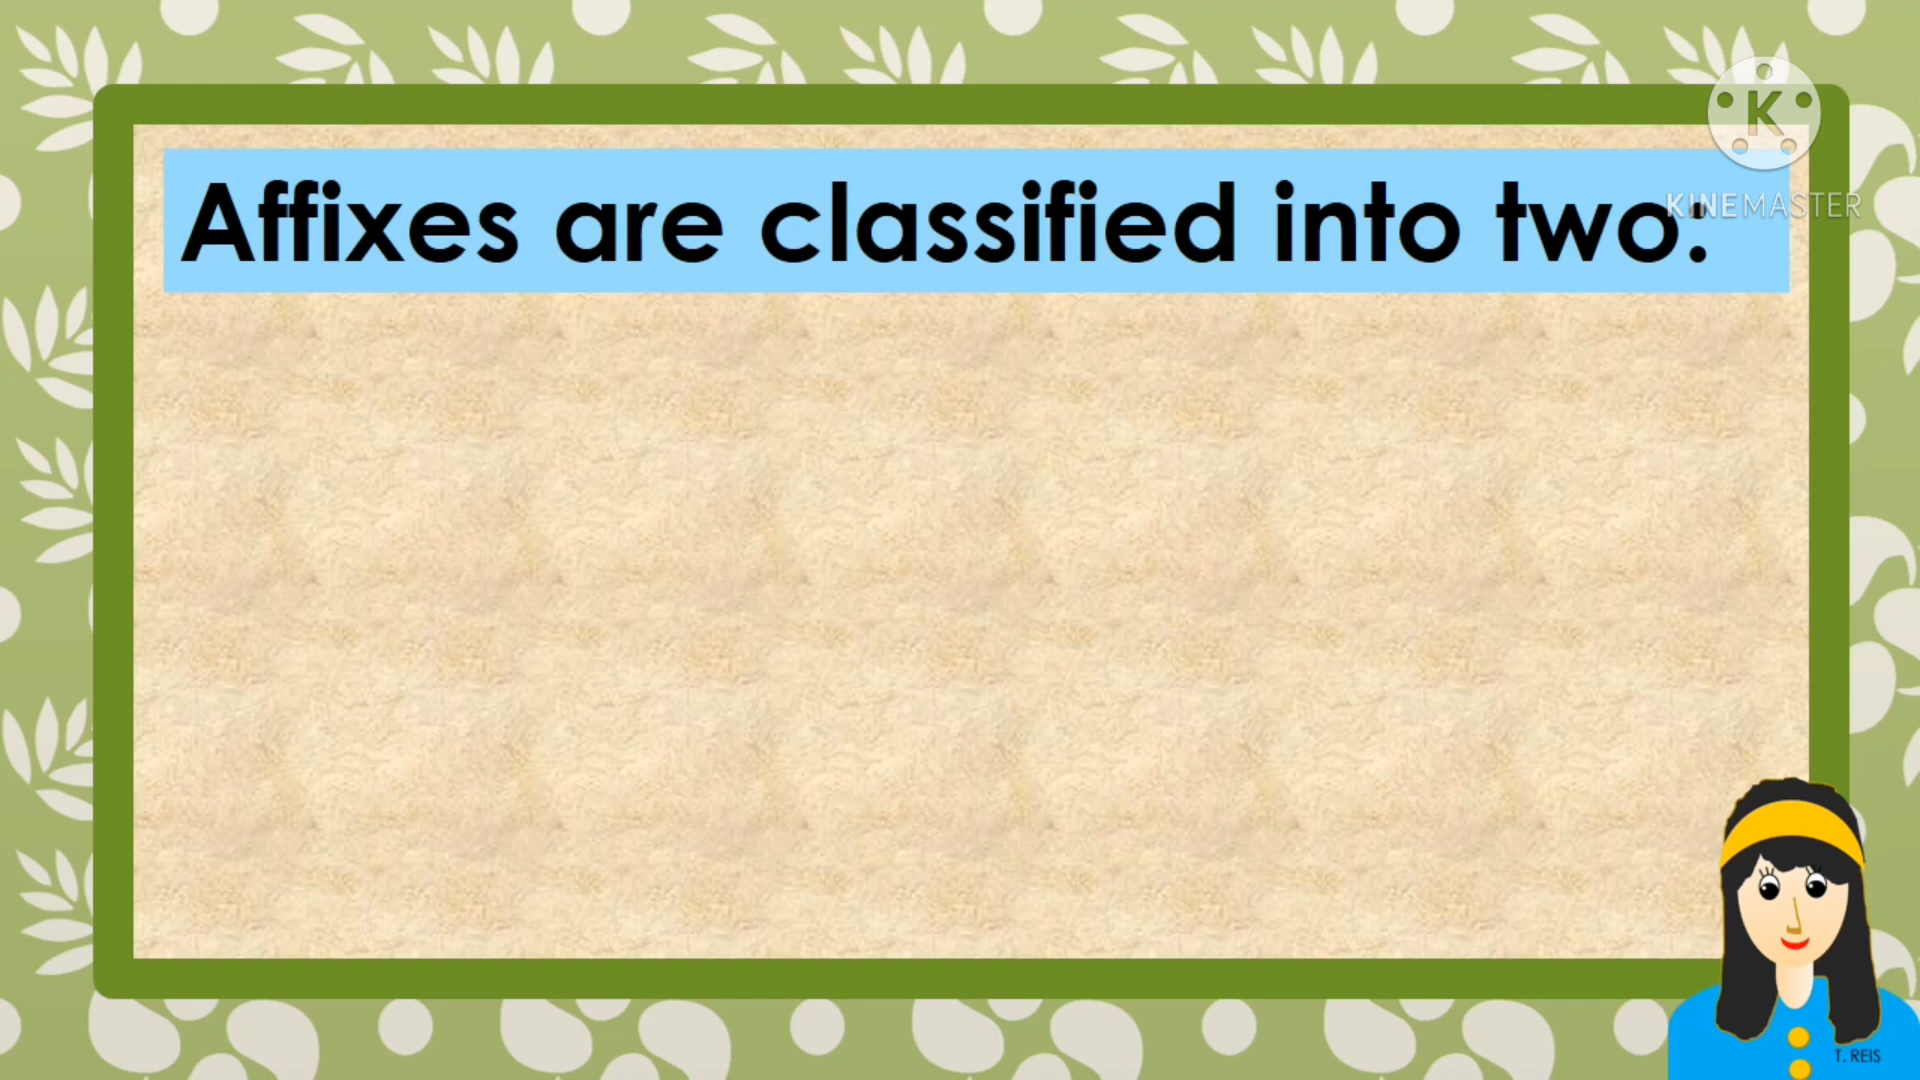 K
KINEMASTER
Affixes are classified into two:
T. REIS